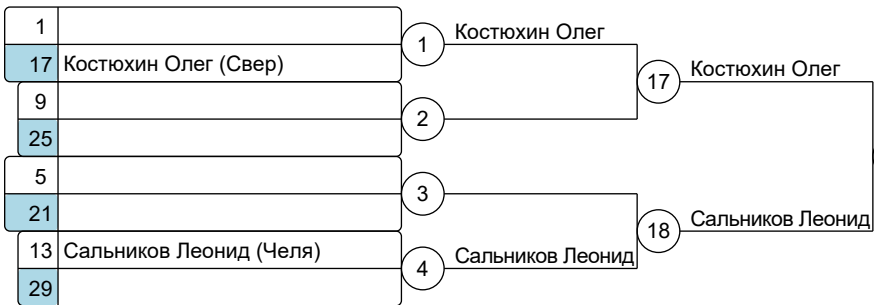 1
17 Костюхин Олег (Свер)
9
25
5
21
13 Сальников Леонид (Челя)
29
1
2
3
4
Костюхин Олег
Сальников Леонид
17
18
Костюхин Олег
Сальников Леонид